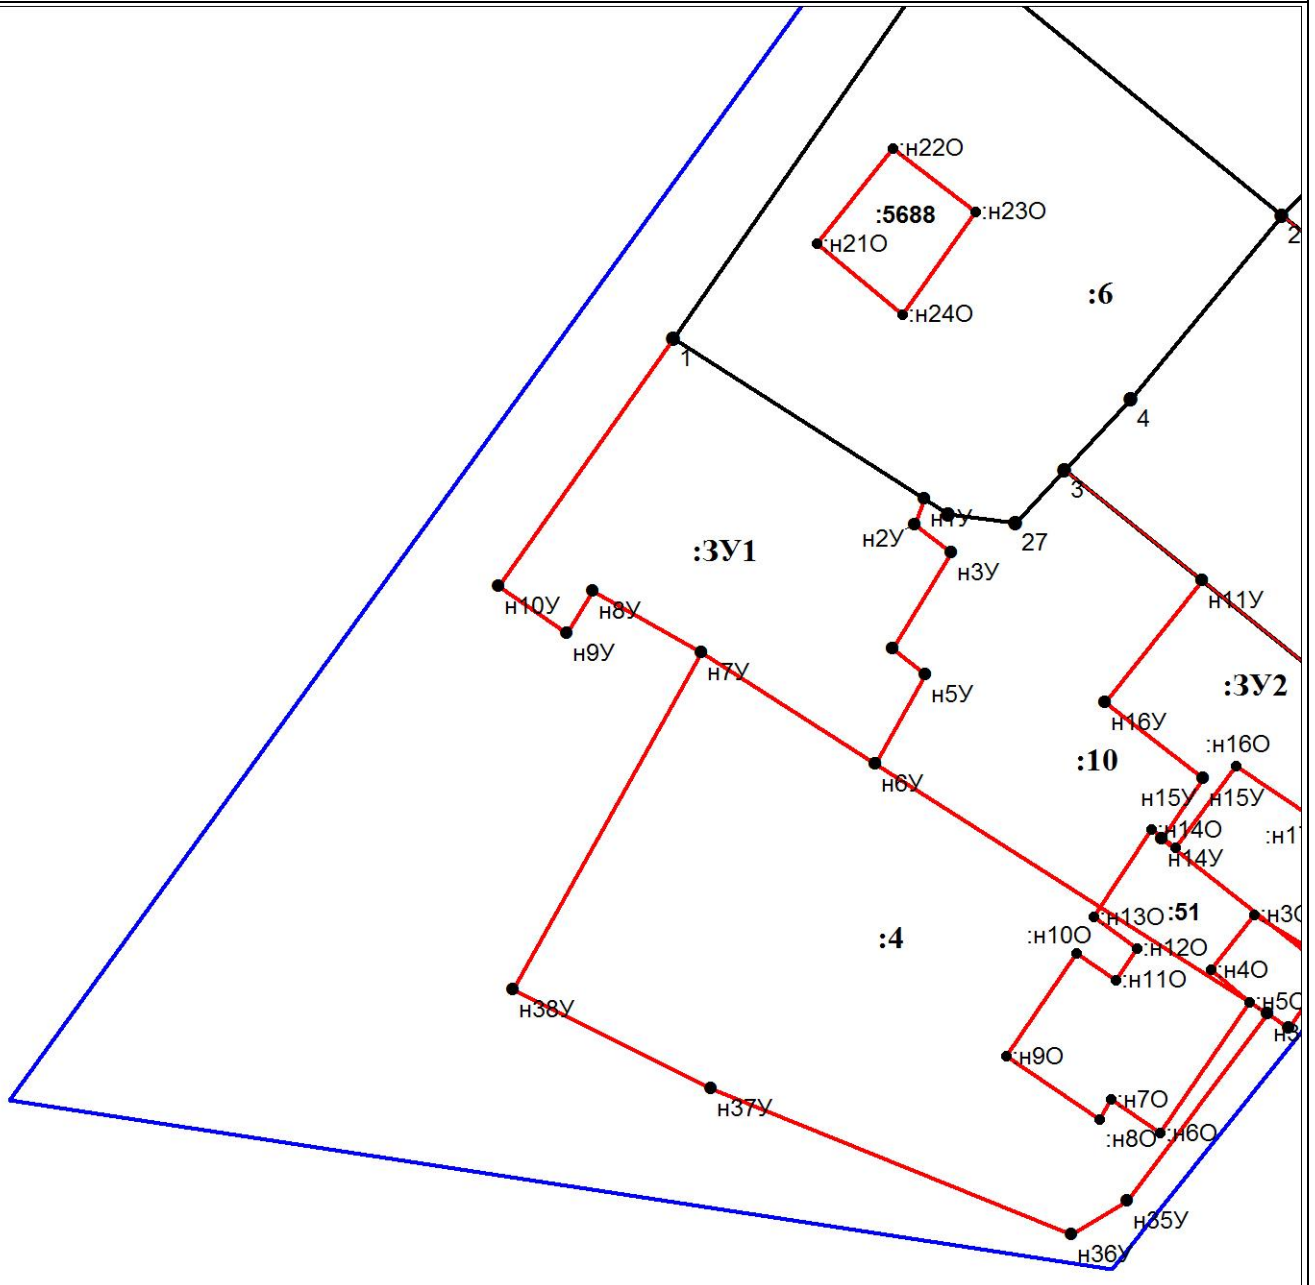 :н22О
:5688
:н23О
:н21О
2
:6
:н24О
1
4
3
н1У
н2У
27
:ЗУ1
н3У
н10У
н8У
н11У
н9У
н7У
н5У
:ЗУ2
н16У
:н16О
:10
н6У
н15У
н15У
:н14О
н14У
:н13О
:51
:н10О
:4
:н12О
:н4О
:н11О
:н5О
н38У
:н9О
:н7О
н37У
:н8О
:н6О
н35У
н36У